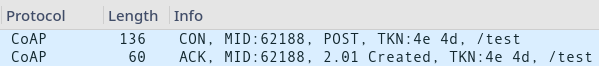 Protocol Length Info
CoAP 136 CON, MID:62188, POST, TKN:4e 4d, /test
CoAP 60 ACK, MID:62188, 2.01 Created, TKN:4e 4d, /test